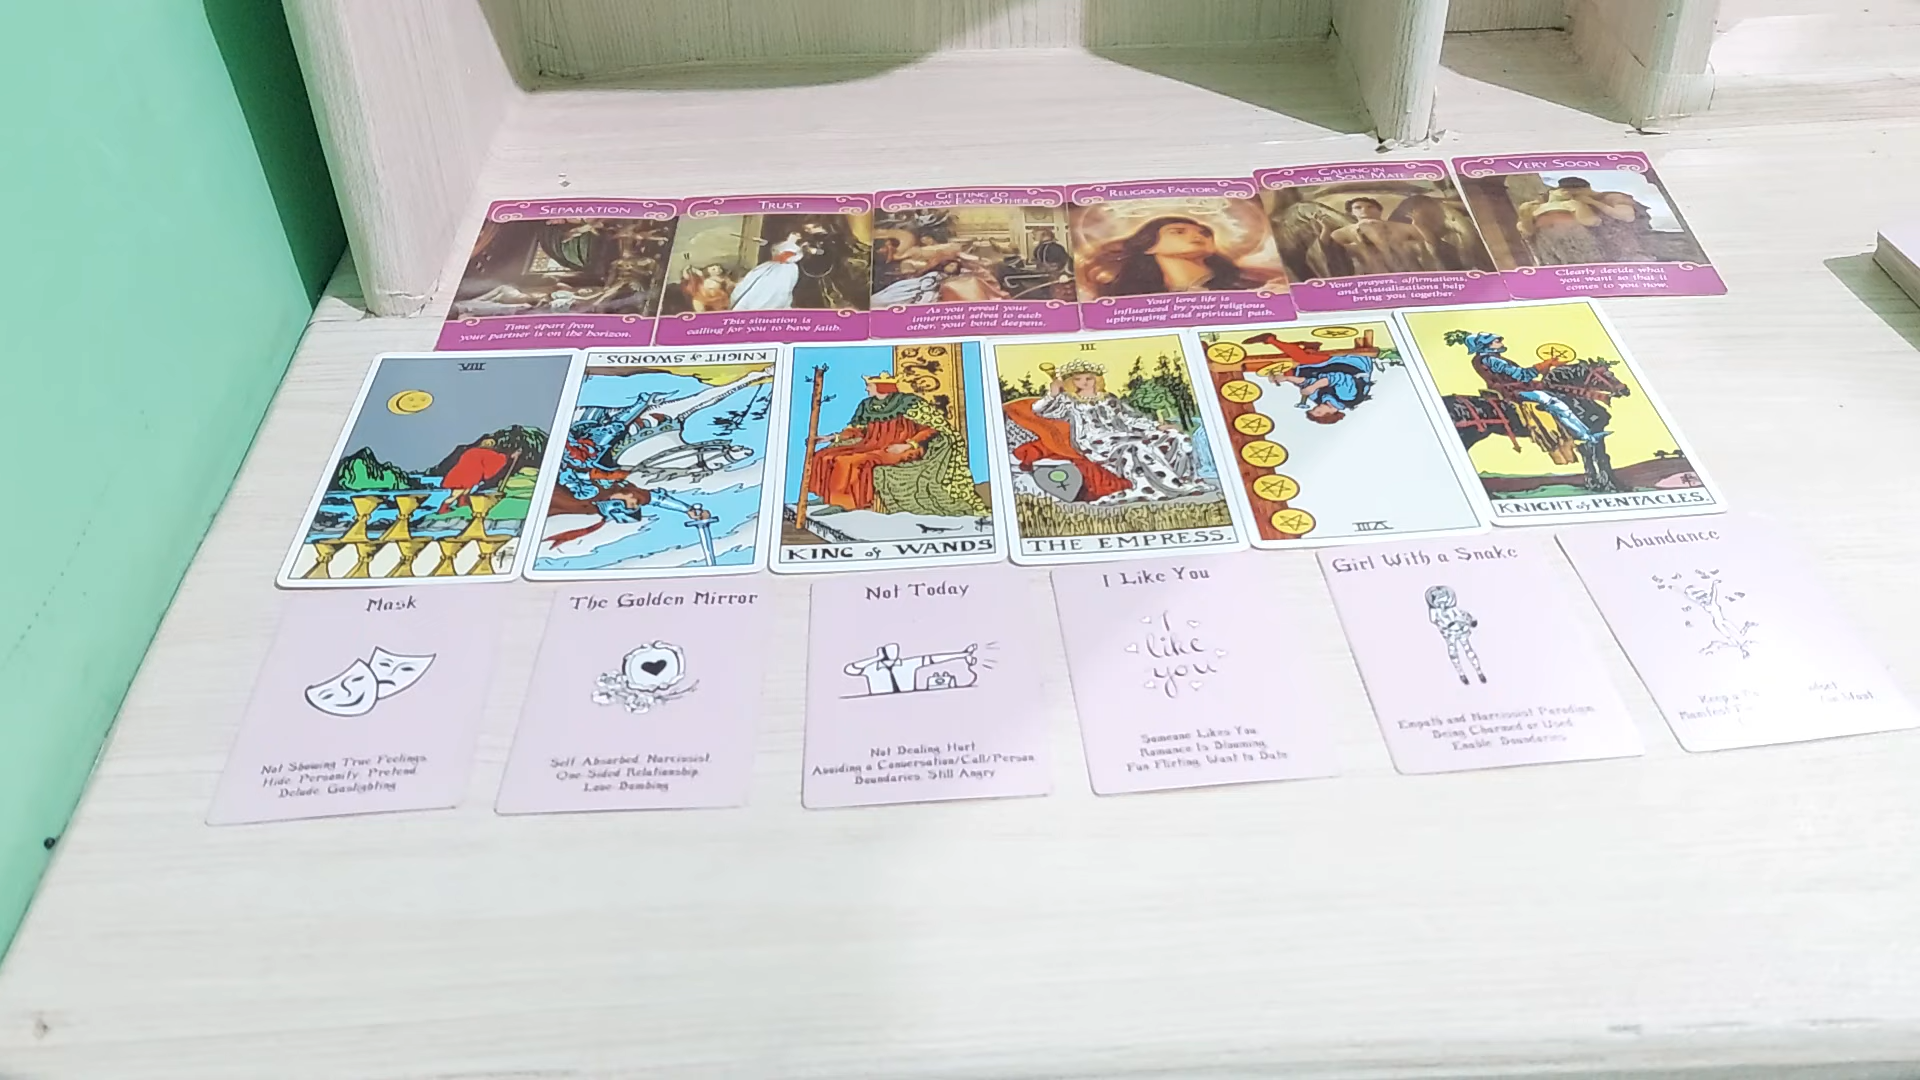 SEPARATION
Time apart from
your partner is on the horizon.
TRUST
This situation is
calling for you to have faith.
GETTING TO
KNOW EACH OTHER
As you reveal your
innermost selves to each
other, your bond deepens.
RELIGIOUS FACTORS
Your love life is
influenced by your religious
upbringing and spiritual path.
CALLING IN
YOUR SOUL MATE
Your prayers, affirmations,
and visualizations help
bring you together.
VERY SOON
Clearly decide what
you want so that it
comes to you now.
VIII
KNIGHT of SWORDS.
KING of WANDS
III
THE EMPRESS.
VIII
KNIGHT of PENTACLES.
Mask
Not Showing True Feelings
Hide Personity, Pretend
Delude, Gaslighting
The Golden Mirror
Self Absorbed, Narcissist
One-Sided Relationship
Love Bombing
Not Today
Not Dealing Hurt
Avoiding a Conversation/Call/Person
Boundaries, Still Angry
I Like You
I
like
you
Someone Likes You
Romance Is Blooming
Fun Flirting, Want to Date
Girl With a Snake
Empath and Narcissist Paradigm
Being Charmed or Used
Enable Boundaries
Abundance
Keep a
Manifest